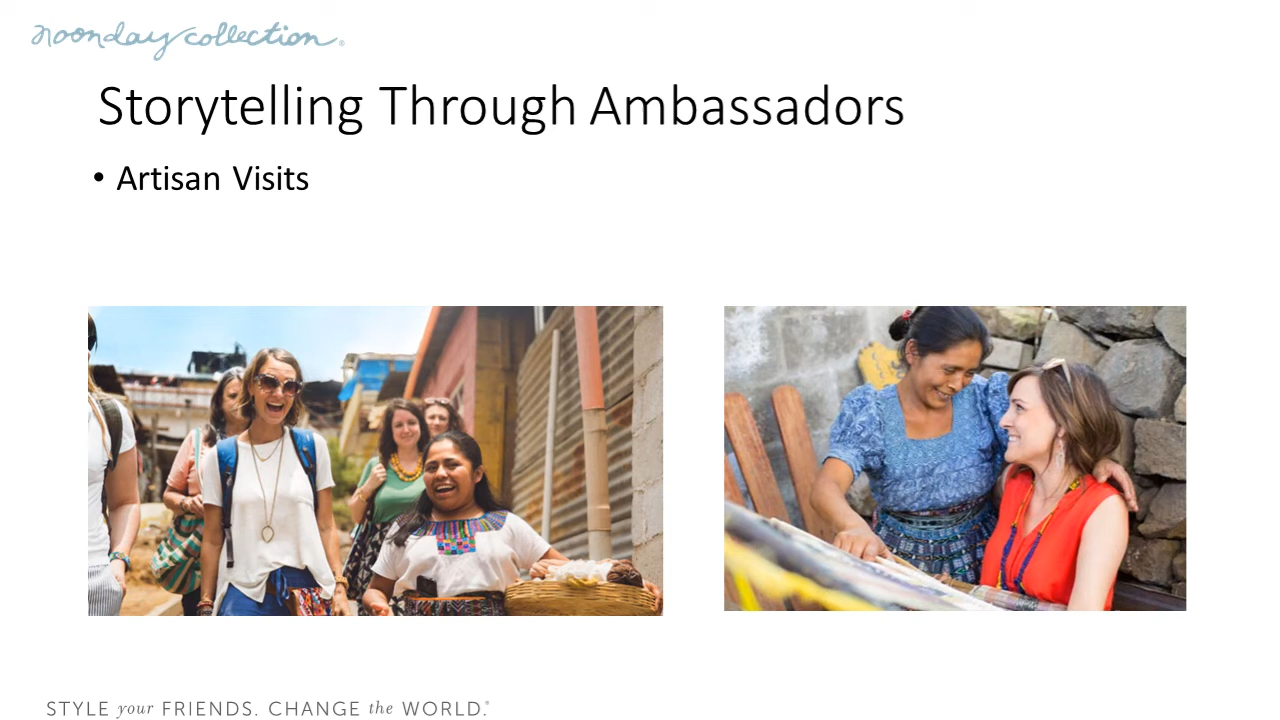 noonday collection®
Storytelling Through Ambassadors
• Artisan Visits
STYLE your FRIENDS. CHANGE the WORLD.®